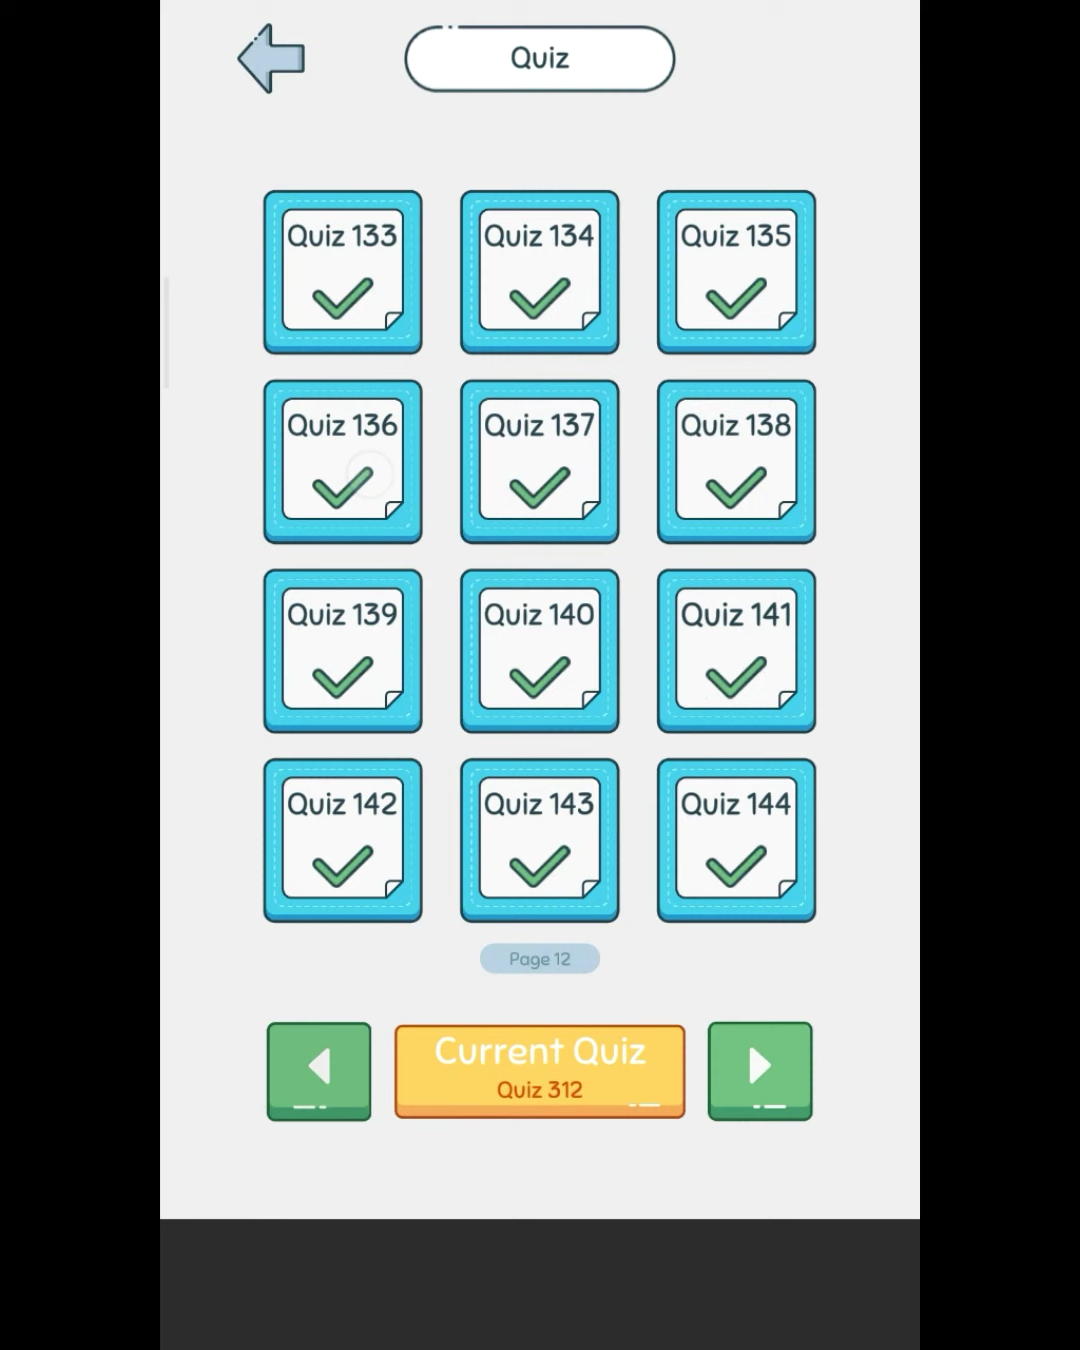 Quiz
Quiz 133
Quiz 134
Quiz 135
Quiz 136
Quiz 137
Quiz 138
Quiz 139
Quiz 140
Quiz 141
Quiz 142
Quiz 143
Quiz 144
Page 12
Current Quiz
Quiz 312